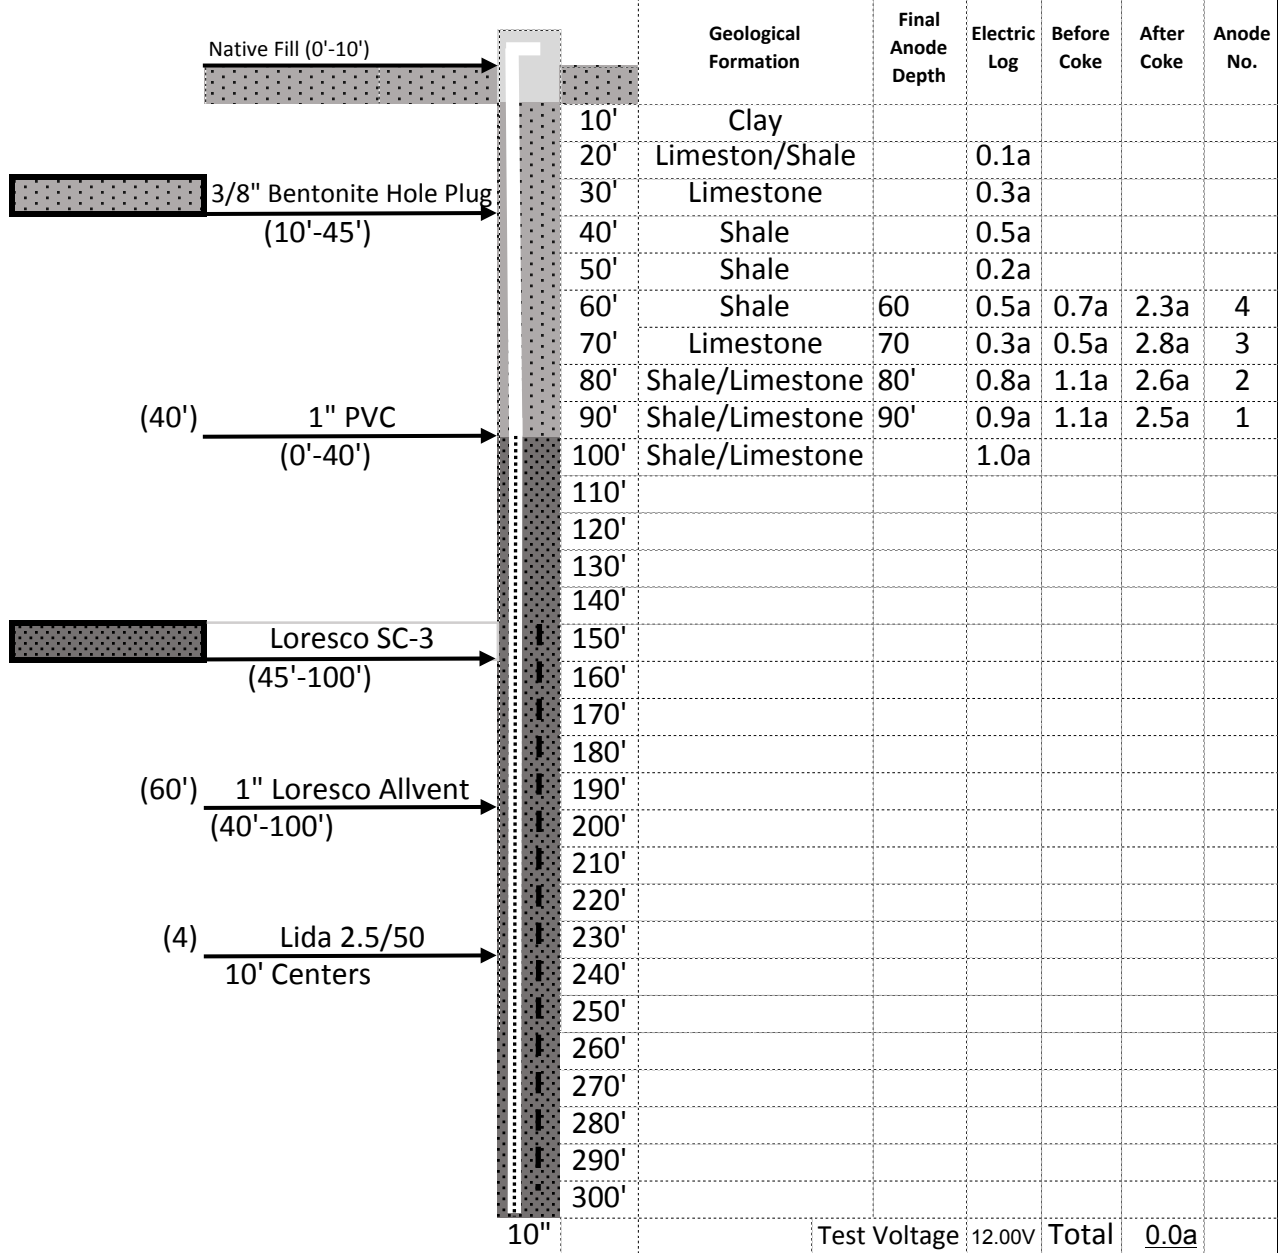 Native Fill (0'-10')
Geological Formation	Final Anode Depth	Electric Log	Before Coke	After Coke	Anode No.
10' Clay
20' Limeston/Shale 0.1a
3/8" Bentonite Hole Plug
(10'-45')
30' Limestone 0.3a
40' Shale 0.5a
50' Shale 0.2a
60' Shale 60 0.5a 0.7a 2.3a 4
70' Limestone 70 0.3a 0.5a 2.8a 3
80' Shale/Limestone 80' 0.8a 1.1a 2.6a 2
(40') 1" PVC
(0'-40')
90' Shale/Limestone 90' 0.9a 1.1a 2.5a 1
100' Shale/Limestone 1.0a
110'
120'
130'
140'
Loresco SC-3
(45'-100')
150'
160'
170'
180'
(60') 1" Loresco Allvent
(40'-100')
190'
200'
210'
220'
(4) Lida 2.5/50
10' Centers
230'
240'
250'
260'
270'
280'
290'
300'
10" Test Voltage 12.00V Total 0.0a